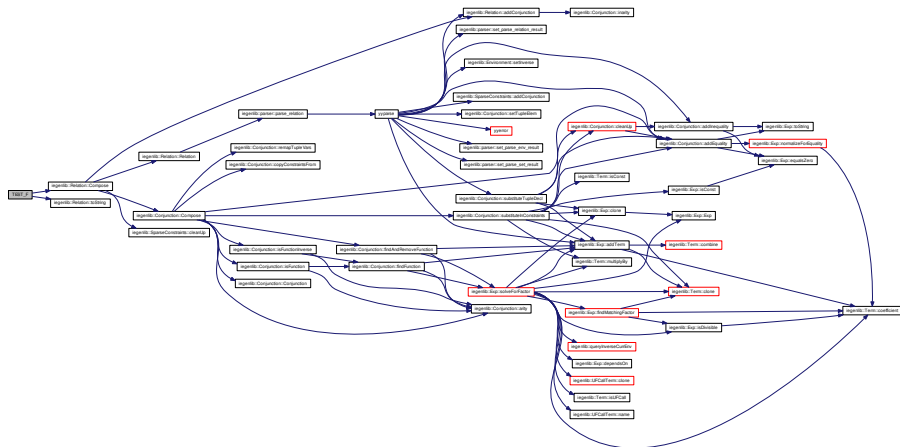 TEST_F
iegenlib::Relation::Compose
iegenlib::Relation::toString
iegenlib::Relation::Relation
iegenlib::Conjunction::Compose
iegenlib::SparseConstraints::cleanUp
iegenlib::parser::parse_relation
iegenlib::Conjunction::remapTupleVars
iegenlib::Conjunction::copyConstraintsFrom
iegenlib::Conjunction::isFunctionInverse
iegenlib::Conjunction::isFunction
iegenlib::Conjunction::Conjunction
yyparse
iegenlib::Conjunction::findAndRemoveFunction
iegenlib::Conjunction::findFunction
iegenlib::Relation::addConjunction
iegenlib::parser::set_parse_relation_result
iegenlib::Environment::setInverse
iegenlib::SparseConstraints::addConjunction
iegenlib::Conjunction::setTupleElem
yyerror
iegenlib::parser::set_parse_env_result
iegenlib::parser::set_parse_set_result
iegenlib::Conjunction::substituteTupleDecl
iegenlib::Conjunction::substituteInConstraints
iegenlib::Exp::solveForFactor
iegenlib::Conjunction::arity
iegenlib::Conjunction::inarity
iegenlib::Conjunction::cleanUp
iegenlib::Term::isConst
iegenlib::Exp::clone
iegenlib::Exp::addTerm
iegenlib::Term::multiplyBy
iegenlib::Exp::findMatchingFactor
iegenlib::queryInverseCurrEnv
iegenlib::Exp::dependsOn
iegenlib::UFCallTerm::clone
iegenlib::Term::isUFCall
iegenlib::UFCallTerm::name
iegenlib::Conjunction::addInequality
iegenlib::Conjunction::addEquality
iegenlib::Exp::isConst
iegenlib::Exp::Exp
iegenlib::Term::combine
iegenlib::Term::clone
iegenlib::Exp::isDivisible
iegenlib::Exp::toString
iegenlib::Exp::normalizeForEquality
iegenlib::Exp::equalsZero
iegenlib::Term::coefficient